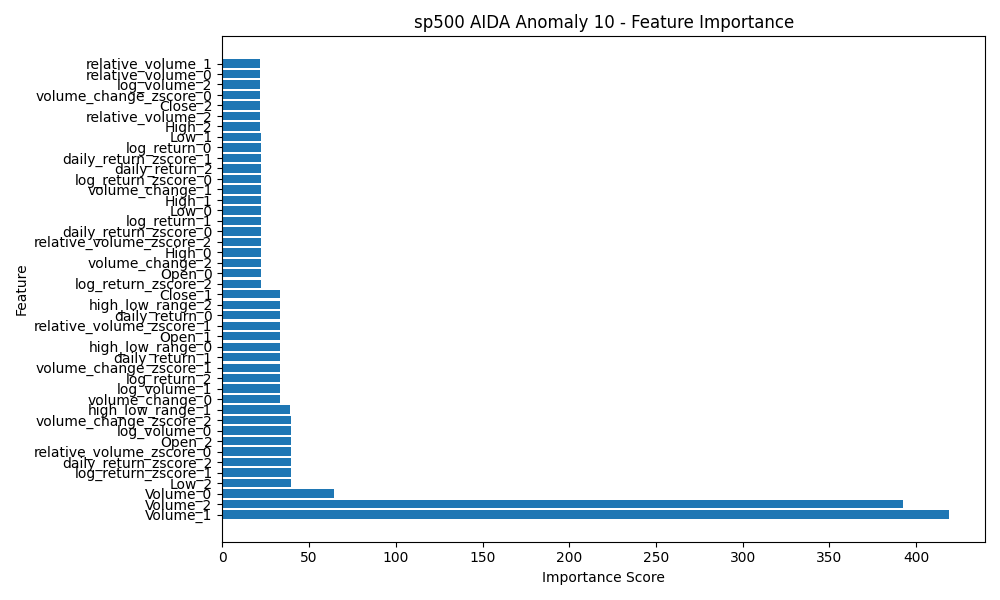 sp500 AIDA Anomaly 10 - Feature Importance
relative_volume_1
relative_volume_0
log_volume_2
volume_change_zscore_0
Close_2
relative_volume_2
High_2
Low_1
log_return_0
daily_return_zscore_1
daily_return_2
log_return_zscore_0
volume_change_1
High_1
Low_0
log_return_1
daily_return_zscore_0
relative_volume_zscore_2
High_0
volume_change_2
Open_0
log_return_zscore_2
Close_1
high_low_range_2
daily_return_0
relative_volume_zscore_1
Open_1
high_low_range_0
daily_return_1
volume_change_zscore_1
log_return_2
log_volume_1
volume_change_0
high_low_range_1
volume_change_zscore_2
log_volume_0
Open_2
relative_volume_zscore_0
daily_return_zscore_2
log_return_zscore_1
Low_2
Volume_0
Volume_2
Volume_1
Feature
0 50 100 150 200 250 300 350 400
Importance Score